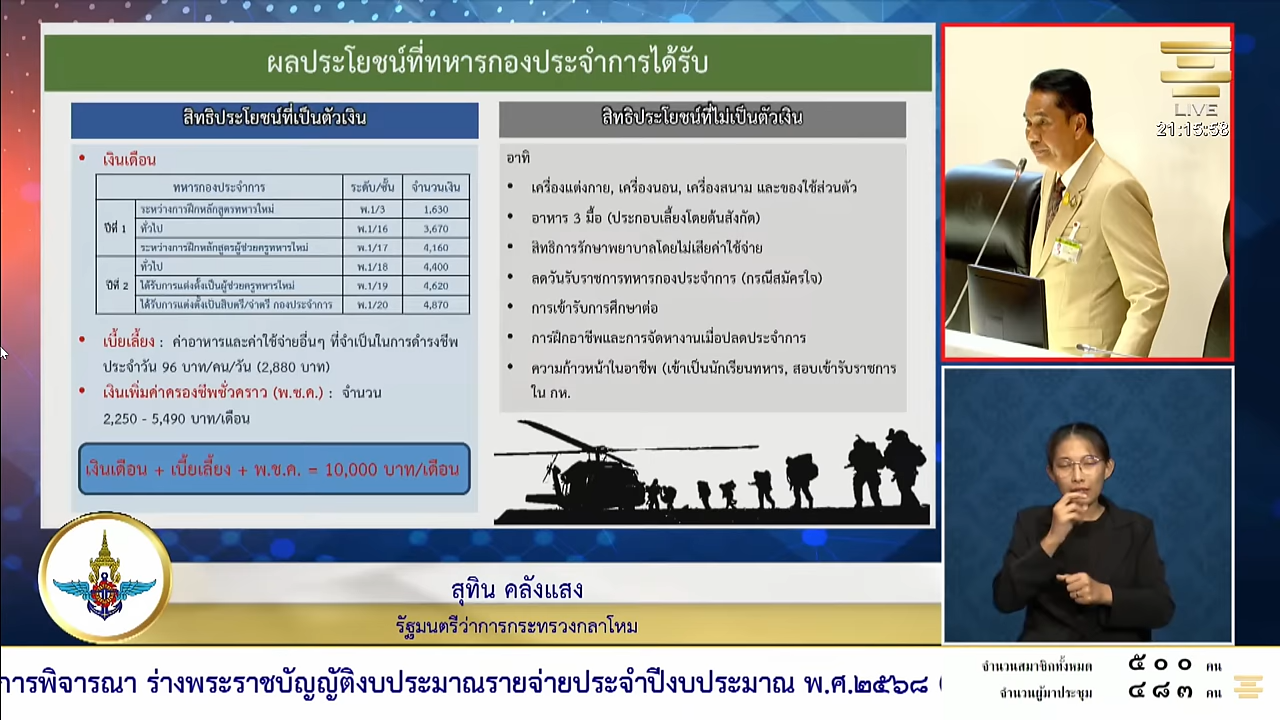 ผลประโยชน์ที่ทหารกองประจำการได้รับ
สิทธิประโยชน์ที่เป็นตัวเงิน
• เงินเดือน
ทหารกองประจำการ ระดับ/ชั้น จำนวนเงิน
ปีที่ 1
ระหว่างการฝึกหลักสูตรทหารใหม่ พ.1/3 1,630
ทั่วไป พ.1/16 3,670
ระหว่างการฝึกหลักสูตรผู้ช่วยครูทหารใหม่ พ.1/17 4,160
ปีที่ 2
ทั่วไป พ.1/18 4,400
ได้รับการแต่งตั้งเป็นผู้ช่วยครูทหารใหม่ พ.1/19 4,620
ได้รับการแต่งตั้งเป็นสิบตรี/จ่าตรี กองประจำการ พ.1/20 4,870
• เบี้ยเลี้ยง : ค่าอาหารและค่าใช้จ่ายอื่นๆ ที่จำเป็นในการดำรงชีพ
ประจำวัน 96 บาท/คน/วัน (2,880 บาท)
• เงินเพิ่มค่าครองชีพชั่วคราว (พ.ช.ค.) : จำนวน
2,250 - 5,490 บาท/เดือน
เงินเดือน + เบี้ยเลี้ยง + พ.ช.ค. = 10,000 บาท/เดือน
สิทธิประโยชน์ที่ไม่เป็นตัวเงิน
อาทิ
• เครื่องแต่งกาย, เครื่องนอน, เครื่องสนาม และของใช้ส่วนตัว
• อาหาร 3 มื้อ (ประกอบเลี้ยงโดยต้นสังกัด)
• สิทธิการรักษาพยาบาลโดยไม่เสียค่าใช้จ่าย
• ลดวันรับราชการทหารกองประจำการ (กรณีสมัครใจ)
• การเข้ารับการศึกษาต่อ
• การฝึกอาชีพและการจัดหางานเมื่อปลดประจำการ
• ความก้าวหน้าในอาชีพ (เข้าเป็นนักเรียนทหาร, สอบเข้ารับราชการ
ใน กห.
LIVE
21:15:58
สุทิน คลังแสง
รัฐมนตรีว่าการกระทรวงกลาโหม
การพิจารณา ร่างพระราชบัญญัติงบประมาณรายจ่ายประจำปีงบประมาณ พ.ศ.๒๕๖๘
จำนวนสมาชิกทั้งหมด ๕๐๐ คน
จำนวนผู้มาประชุม ๔๘๓ คน